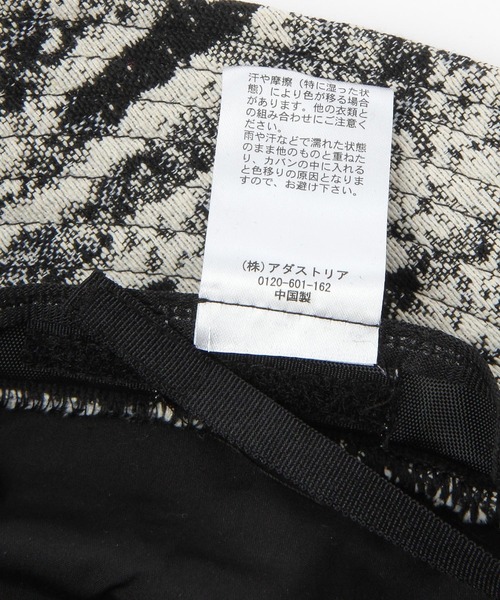 汗や摩擦（特に湿った状
態）により色が移る場合
があります。他の衣類と
の組み合わせにご注意く
ださい。
雨や汗などで濡れた状態
のまま他のものと重ねた
り、カバンの中に入れる
と色移りの原因となりま
すので、お避け下さい。
（株）アダストリア
0120-601-162
中国製